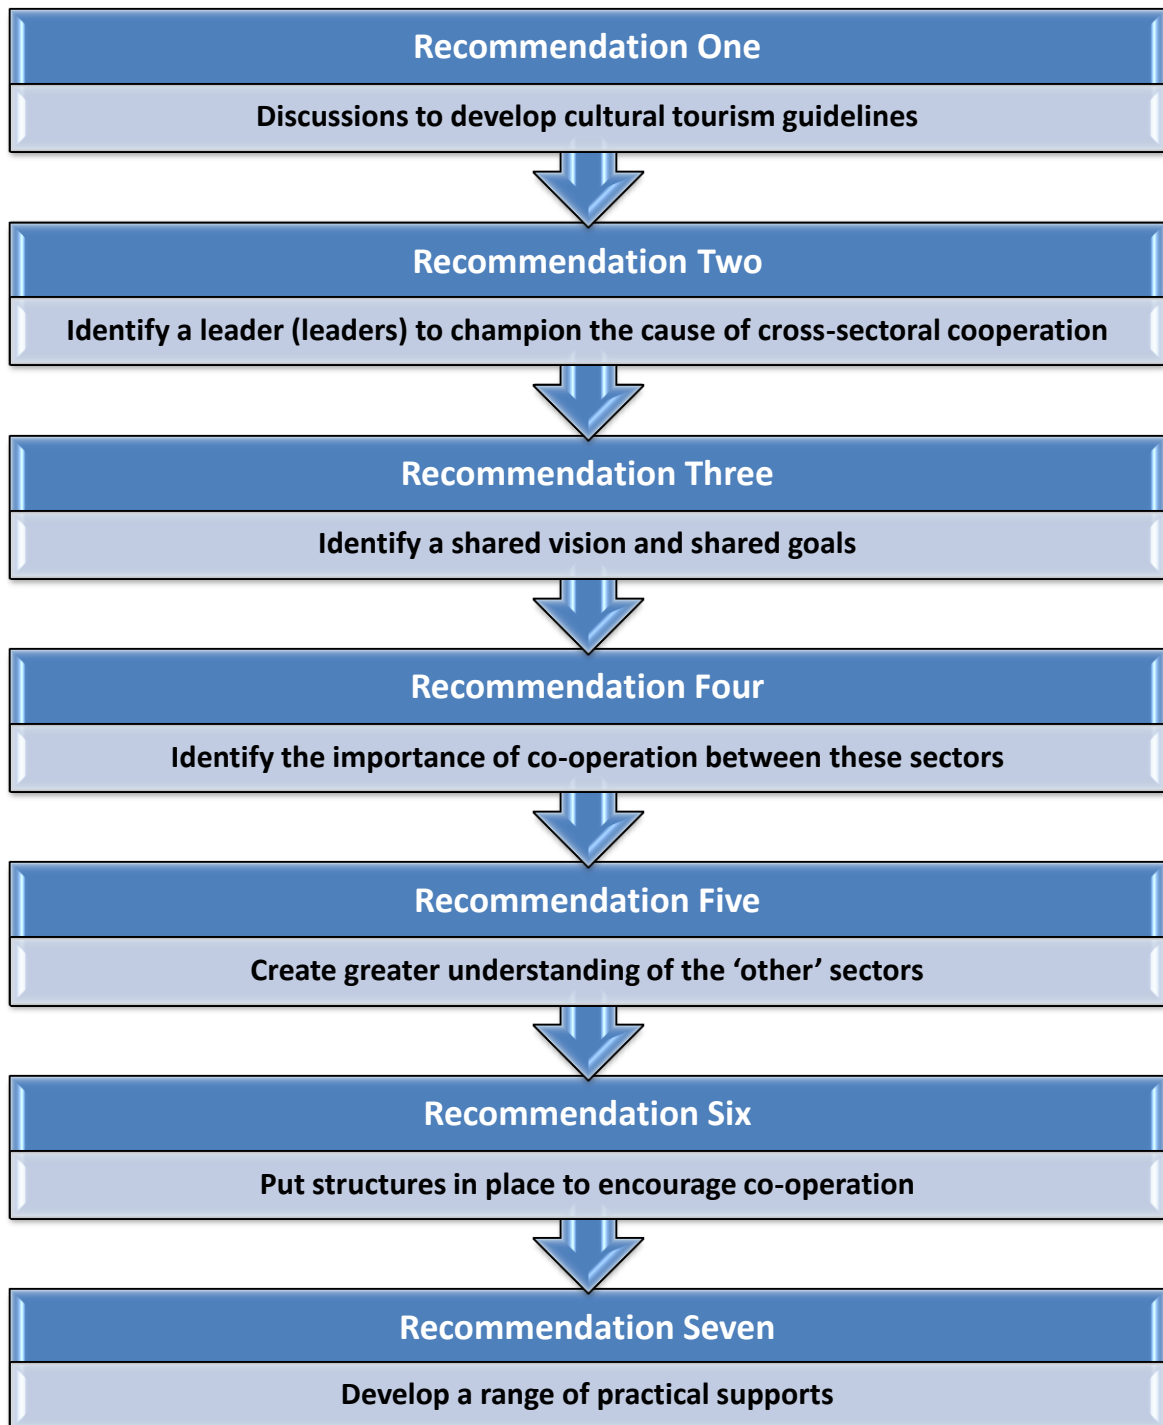 Recommendation One
Discussions to develop cultural tourism guidelines
Recommendation Two
Identify a leader (leaders) to champion the cause of cross-sectoral cooperation
Recommendation Three
Identify a shared vision and shared goals
Recommendation Four
Identify the importance of co-operation between these sectors
Recommendation Five
Create greater understanding of the ‘other’ sectors
Recommendation Six
Put structures in place to encourage co-operation
Recommendation Seven
Develop a range of practical supports